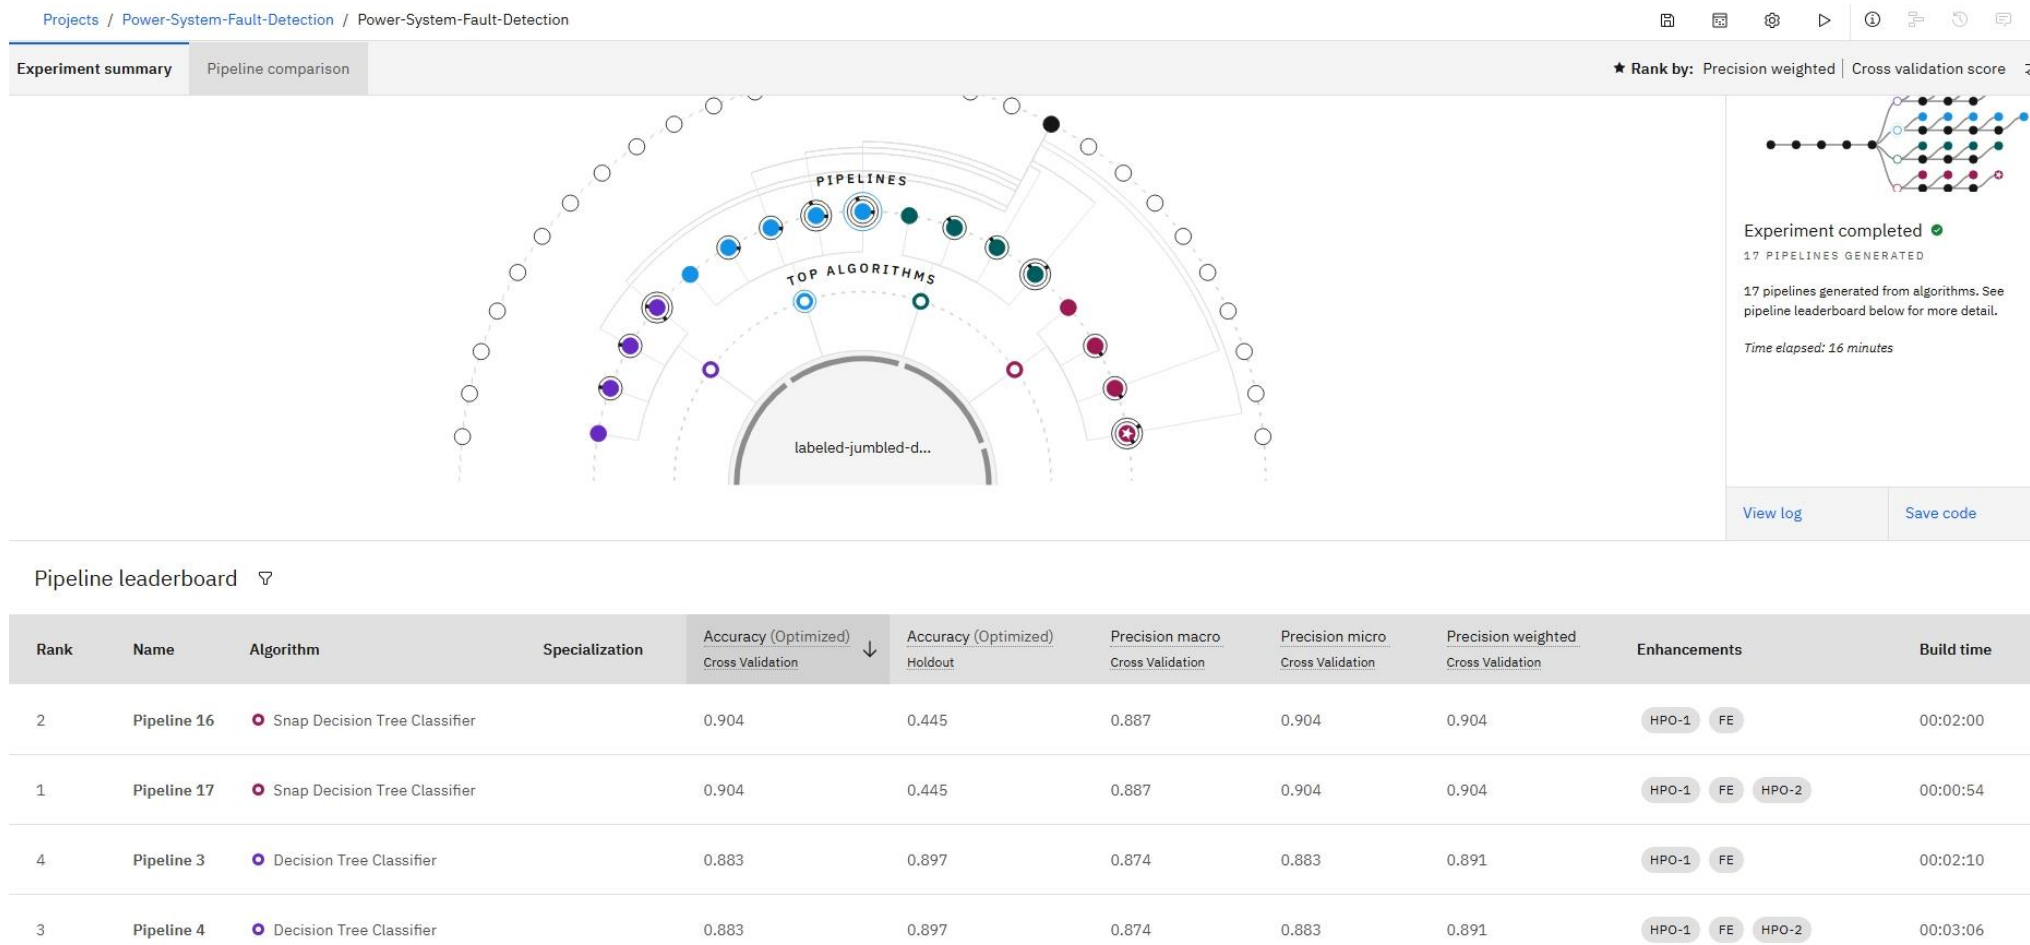 Projects / Power-System-Fault-Detection / Power-System-Fault-Detection
Experiment summary
Pipeline comparison
★ Rank by: Precision weighted | Cross validation score
PIPELINES
TOP ALGORITHMS
labeled-jumbled-d...
Experiment completed
17 PIPELINES GENERATED
17 pipelines generated from algorithms. See
pipeline leaderboard below for more detail.
Time elapsed: 16 minutes
View log
Save code
Pipeline leaderboard
Rank Name Algorithm Specialization Accuracy (Optimized) Cross Validation Accuracy (Optimized) Holdout Precision macro Cross Validation Precision micro Cross Validation Precision weighted Cross Validation Enhancements Build time
2 Pipeline 16 Snap Decision Tree Classifier 0.904 0.445 0.887 0.904 0.904 HPO-1 FE 00:02:00
1 Pipeline 17 Snap Decision Tree Classifier 0.904 0.445 0.887 0.904 0.904 HPO-1 FE HPO-2 00:00:54
4 Pipeline 3 Decision Tree Classifier 0.883 0.897 0.874 0.883 0.891 HPO-1 FE 00:02:10
3 Pipeline 4 Decision Tree Classifier 0.883 0.897 0.874 0.883 0.891 HPO-1 FE HPO-2 00:03:06